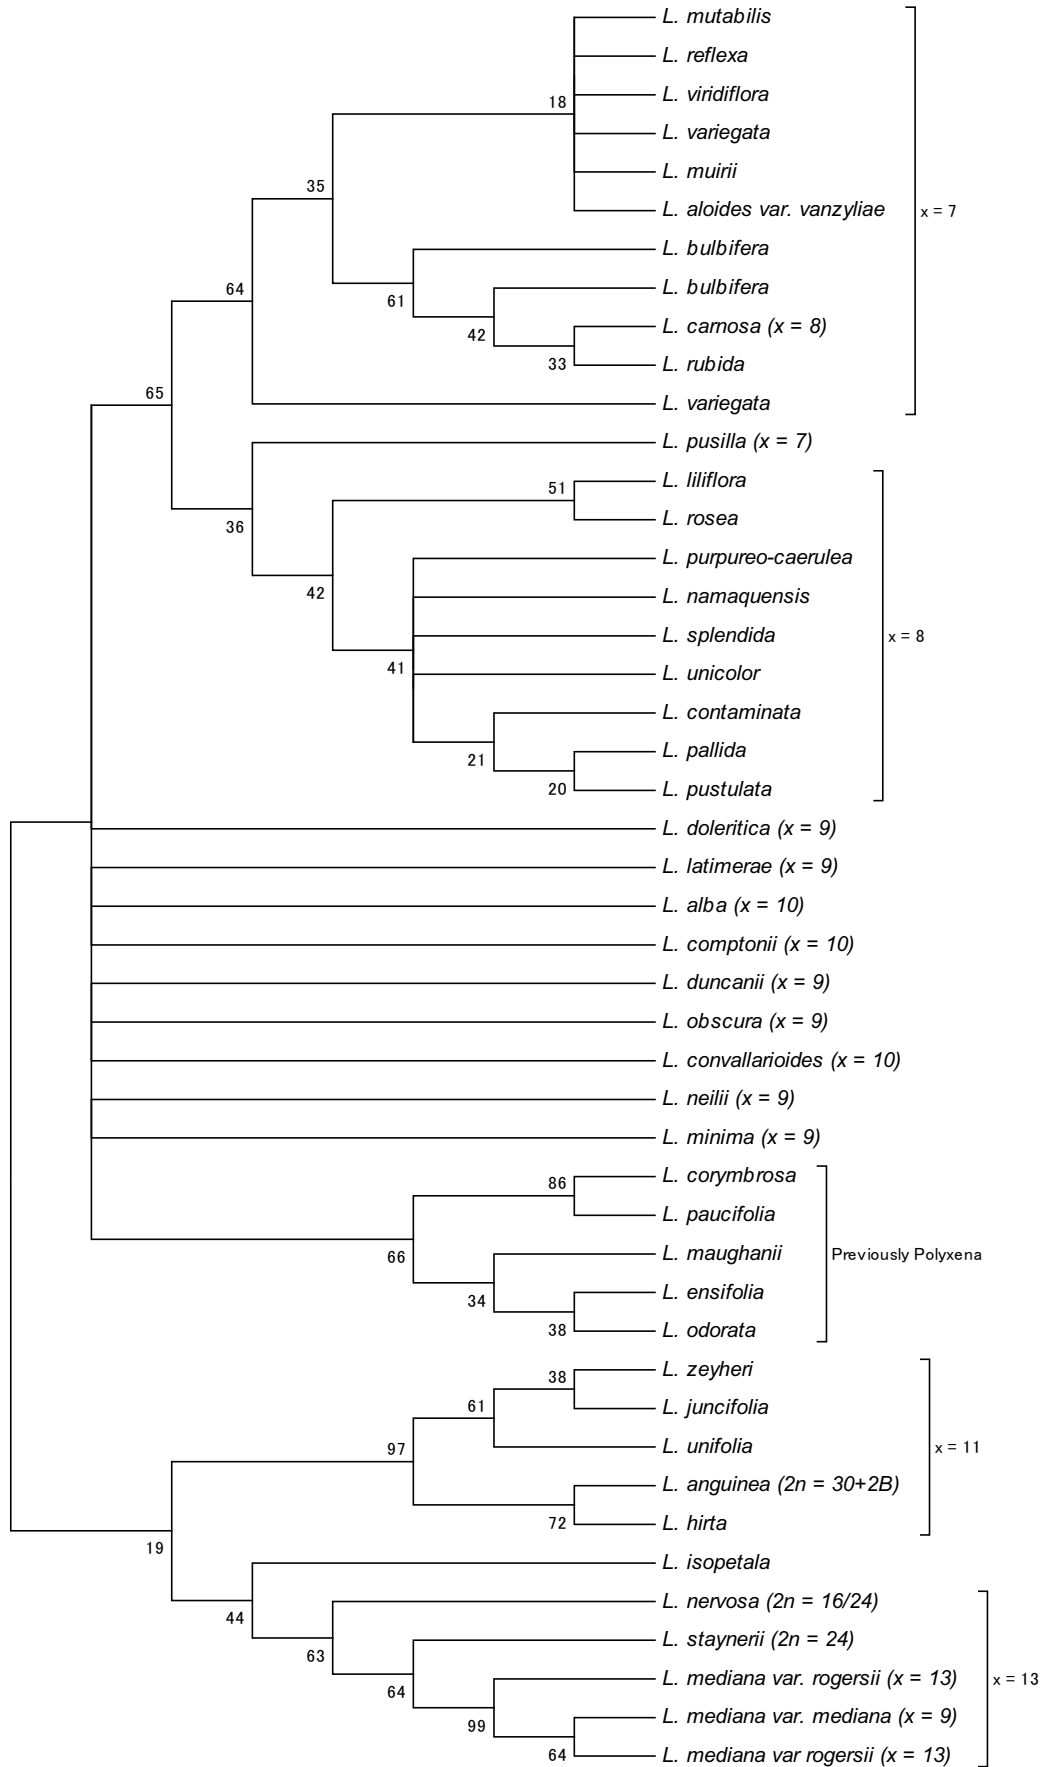 L. mutabilis
L. reflexa
L. viridiflora
18
L. variegata
L. muirii
35
L. aloides var. vanzyliae
x = 7
L. bulbifera
64
L. bulbifera
61
L. carnosa (x = 8)
42
L. rubida
33
65
L. variegata
L. pusilla (x = 7)
L. liliflora
51
L. rosea
36
L. purpureo-caerulea
42
L. namaquensis
L. splendida
x = 8
41
L. unicolor
L. contaminata
L. pallida
21
L. pustulata
20
L. doleritica (x = 9)
L. latimerae (x = 9)
L. alba (x = 10)
L. comptonii (x = 10)
L. duncanii (x = 9)
L. obscura (x = 9)
L. convallarioides (x = 10)
L. neilii (x = 9)
L. minima (x = 9)
L. corymbrosa
86
L. paucifolia
66
L. maughanii
Previously Polyxena
L. ensifolia
34
L. odorata
38
L. zeyheri
38
L. juncifolia
61
L. unifolia
97
x = 11
L. anguinea (2n = 30+2B)
L. hirta
72
19
L. isopetala
L. nervosa (2n = 16/24)
44
L. staynerii (2n = 24)
63
L. mediana var. rogersii (x = 13)
x = 13
64
L. mediana var. mediana (x = 9)
99
L. mediana var rogersii (x = 13)
64